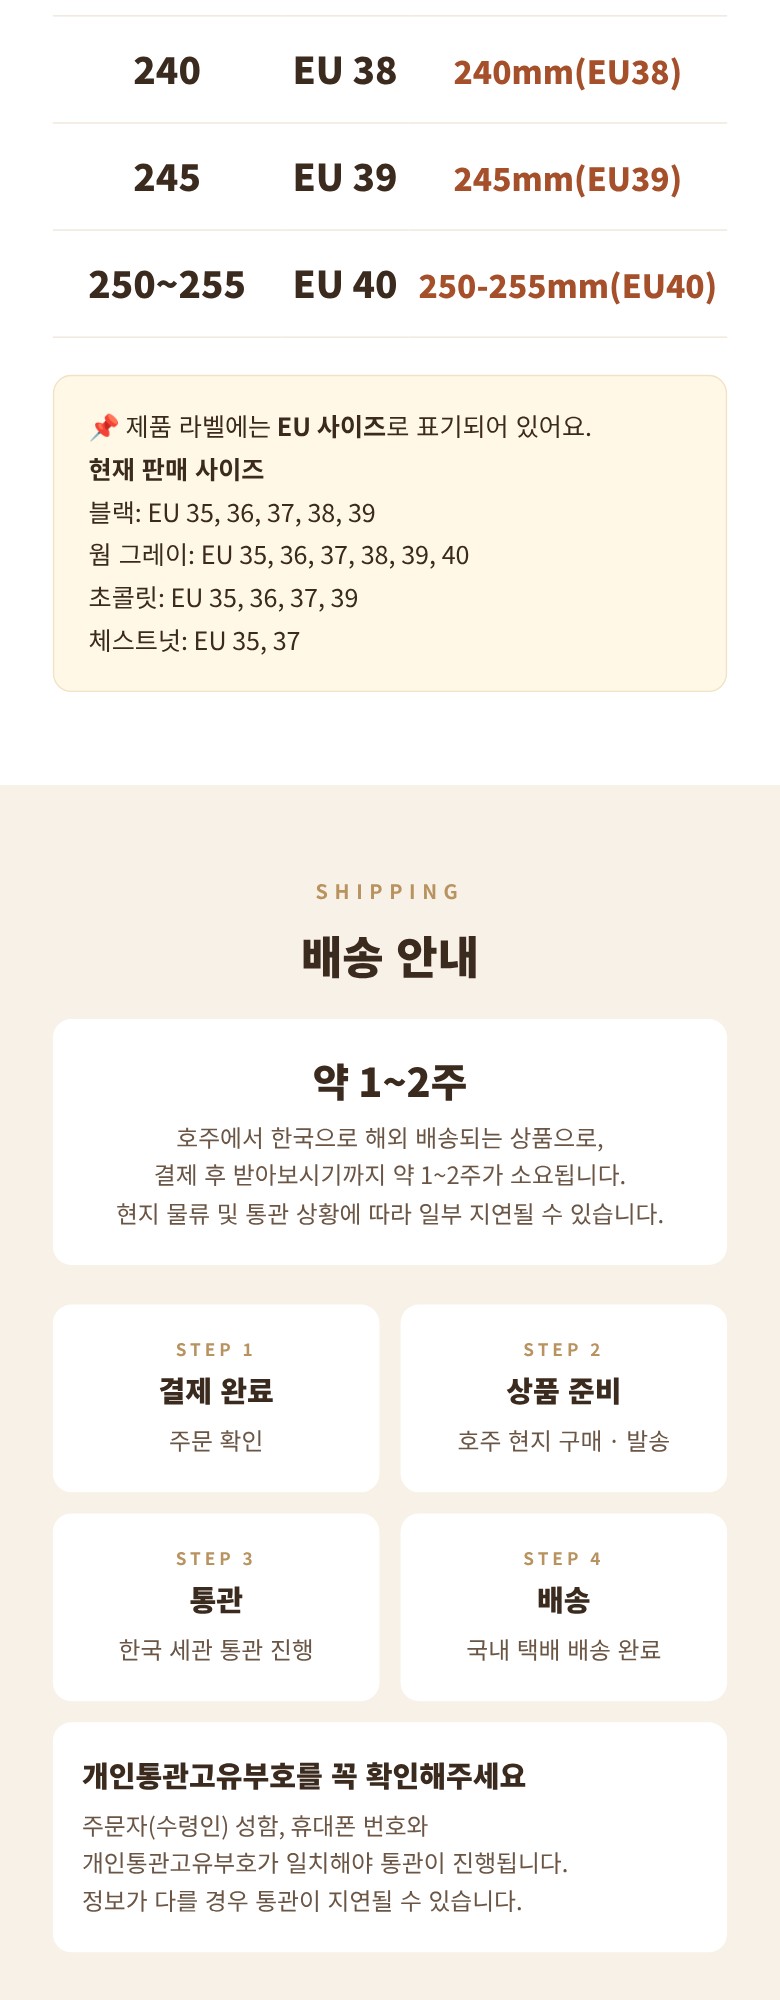 240 EU 38 240mm(EU38)
245 EU 39 245mm(EU39)
250~255 EU 40 250-255mm(EU40)
📌 제품 라벨에는 EU 사이즈로 표기되어 있어요.
현재 판매 사이즈
블랙: EU 35, 36, 37, 38, 39
웜 그레이: EU 35, 36, 37, 38, 39, 40
초콜릿: EU 35, 36, 37, 39
체스트넛: EU 35, 37
SHIPPING
배송 안내
약 1~2주
호주에서 한국으로 해외 배송되는 상품으로,
결제 후 받아보시기까지 약 1~2주가 소요됩니다.
현지 물류 및 통관 상황에 따라 일부 지연될 수 있습니다.
STEP 1
결제 완료
주문 확인
STEP 2
상품 준비
호주 현지 구매 · 발송
STEP 3
통관
한국 세관 통관 진행
STEP 4
배송
국내 택배 배송 완료
개인통관고유부호를 꼭 확인해주세요
주문자(수령인) 성함, 휴대폰 번호와
개인통관고유부호가 일치해야 통관이 진행됩니다.
정보가 다를 경우 통관이 지연될 수 있습니다.